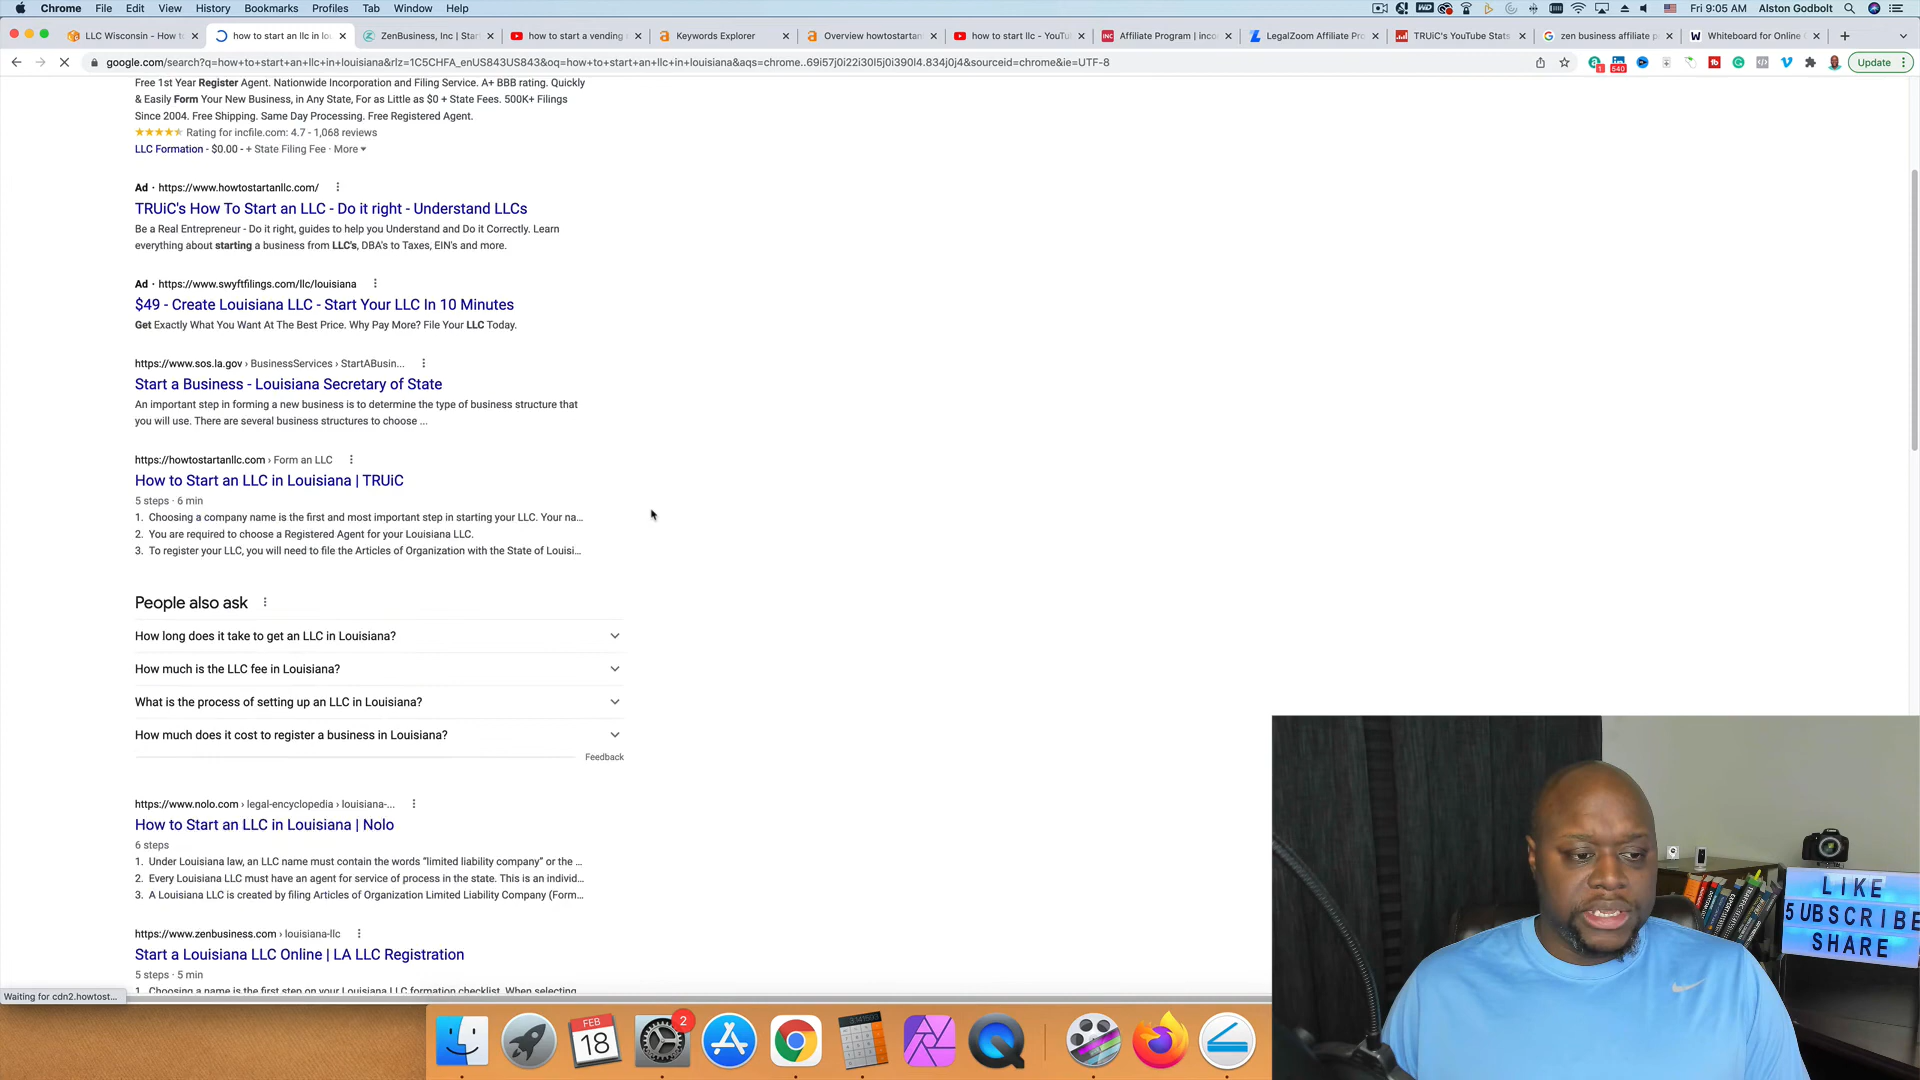 Chrome File Edit View History Bookmarks Profiles Tab Window Help
Fri 9:05 AM Alston Godbolt
LLC Wisconsin - How to
how to start an llc in lou
ZenBusiness, Inc | Start
how to start a vending
Keywords Explorer
Overview howtostartan
how to start llc - YouTu
Affiliate Program | inco
LegalZoom Affiliate Pro
TRUiC's YouTube Stats
zen business affiliate p
Whiteboard for Online
google.com/search?q=how+to+start+an+llc+in+louisiana&rlz=1C5CHFA_enUS843US843&oq=how+to+start+an+llc+in+louisiana&aqs=chrome..69i57j0i22i30l5j0i390l4.834j0j4&sourceid=chrome&ie=UTF-8
1
540
Update
Free 1st Year Register Agent. Nationwide Incorporation and Filing Service. A+ BBB rating. Quickly
& Easily Form Your New Business, in Any State, For as Little as $0 + State Fees. 500K+ Filings
Since 2004. Free Shipping. Same Day Processing. Free Registered Agent.
Rating for incfile.com: 4.7 - 1,068 reviews
LLC Formation - $0.00 - + State Filing Fee · More
Ad · https://www.howtostartanllc.com/
TRUiC's How To Start an LLC - Do it right - Understand LLCs
Be a Real Entrepreneur - Do it right, guides to help you Understand and Do it Correctly. Learn
everything about starting a business from LLC's, DBA's to Taxes, EIN's and more.
Ad · https://www.swyftfilings.com/llc/louisiana
$49 - Create Louisiana LLC - Start Your LLC In 10 Minutes
Get Exactly What You Want At The Best Price. Why Pay More? File Your LLC Today.
https://www.sos.la.gov › BusinessServices › StartABusin...
Start a Business - Louisiana Secretary of State
An important step in forming a new business is to determine the type of business structure that
you will use. There are several business structures to choose ...
https://howtostartanllc.com › Form an LLC
How to Start an LLC in Louisiana | TRUiC
5 steps · 6 min
1. Choosing a company name is the first and most important step in starting your LLC. Your na...
2. You are required to choose a Registered Agent for your Louisiana LLC.
3. To register your LLC, you will need to file the Articles of Organization with the State of Louisi...
People also ask
How long does it take to get an LLC in Louisiana?
How much is the LLC fee in Louisiana?
What is the process of setting up an LLC in Louisiana?
How much does it cost to register a business in Louisiana?
Feedback
https://www.nolo.com › legal-encyclopedia › louisiana-...
How to Start an LLC in Louisiana | Nolo
6 steps
1. Under Louisiana law, an LLC name must contain the words "limited liability company" or the ...
2. Every Louisiana LLC must have an agent for service of process in the state. This is an individ...
3. A Louisiana LLC is created by filing Articles of Organization Limited Liability Company (Form...
https://www.zenbusiness.com › louisiana-llc
Start a Louisiana LLC Online | LA LLC Registration
5 steps · 5 min
1. Choosing a name is the first step on your Louisiana LLC formation checklist. When selecting
Waiting for cdn2.howtost...
FEB
18
2
LIKE
5UBSCRIBE
SHARE